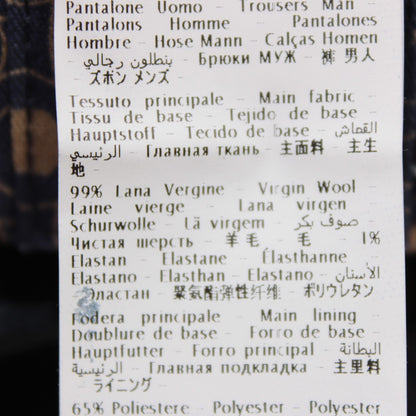 Pantalone Uomo - Trousers Man -
Pantalons Homme - Pantalones
Hombre - Hose Mann - Calças Homen
- بنطلون رجالي - Брюки МУЖ - 裤 男人
- ズボン メンズ -
Tessuto principale - Main fabric -
Tissu de base - Tejido de base -
Hauptstoff - Tecido de base - القماش
الرئيسي - Главная ткань - 主面料 - 主生
地 -
99% Lana Vergine - Virgin Wool -
Laine vierge - Lana virgen -
Schurwolle - Lã virgem - صوف بكر -
Чистая шерсть - 羊毛 - 毛 - 1%
Elastan - Elastane - Élasthanne -
Elastano - Elasthan - Elastano - الأستان
- Эластан - 聚氨酯弹性纤维 - ポリウレタン
Fodera principale - Main lining -
Doublure de base - Forro de base -
Hauptfutter - Forro principal - البطانة
الرئيسية - Главная подкладка - 主里料
- ライニング -
65% Poliestere - Polyester - Polyester